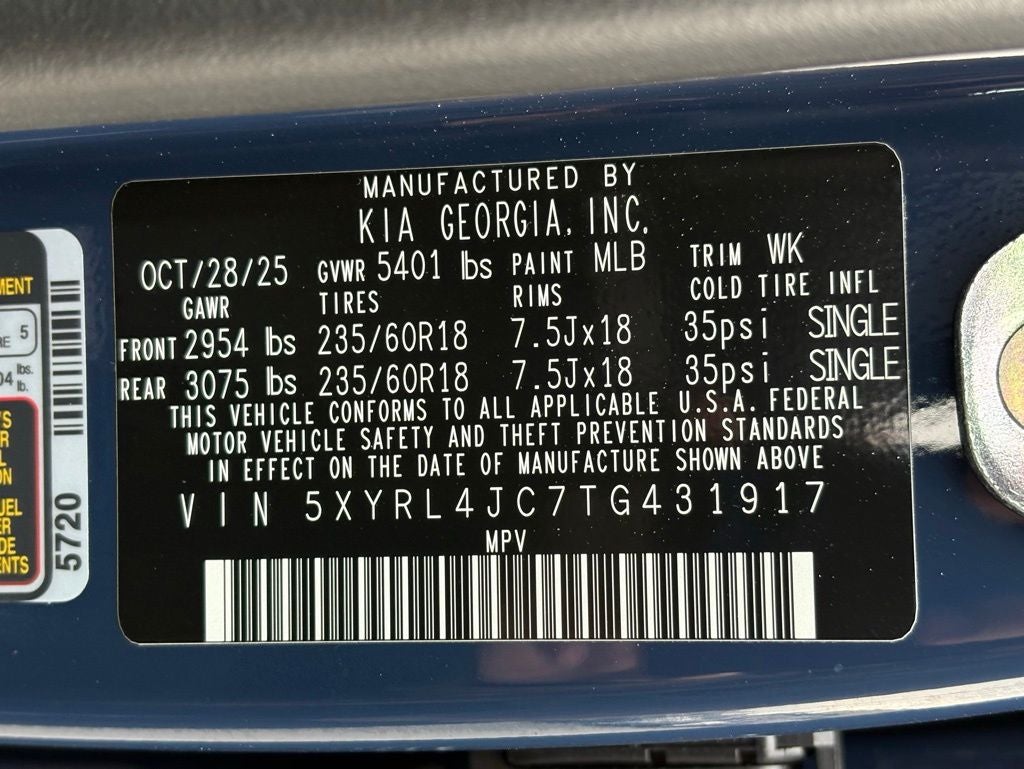 MANUFACTURED BY
KIA GEORGIA, INC.
OCT/28/25 GVWR 5401 lbs PAINT MLB TRIM WK
GAWR TIRES RIMS COLD TIRE INFL
FRONT 2954 lbs 235/60R18 7.5Jx18 35psi SINGLE
REAR 3075 lbs 235/60R18 7.5Jx18 35psi SINGLE
THIS VEHICLE CONFORMS TO ALL APPLICABLE U.S.A. FEDERAL
MOTOR VEHICLE SAFETY AND THEFT PREVENTION STANDARDS
IN EFFECT ON THE DATE OF MANUFACTURE SHOWN ABOVE
VIN 5XYRL4JC7TG431917
MPV
5
lbs.
lb.
5720